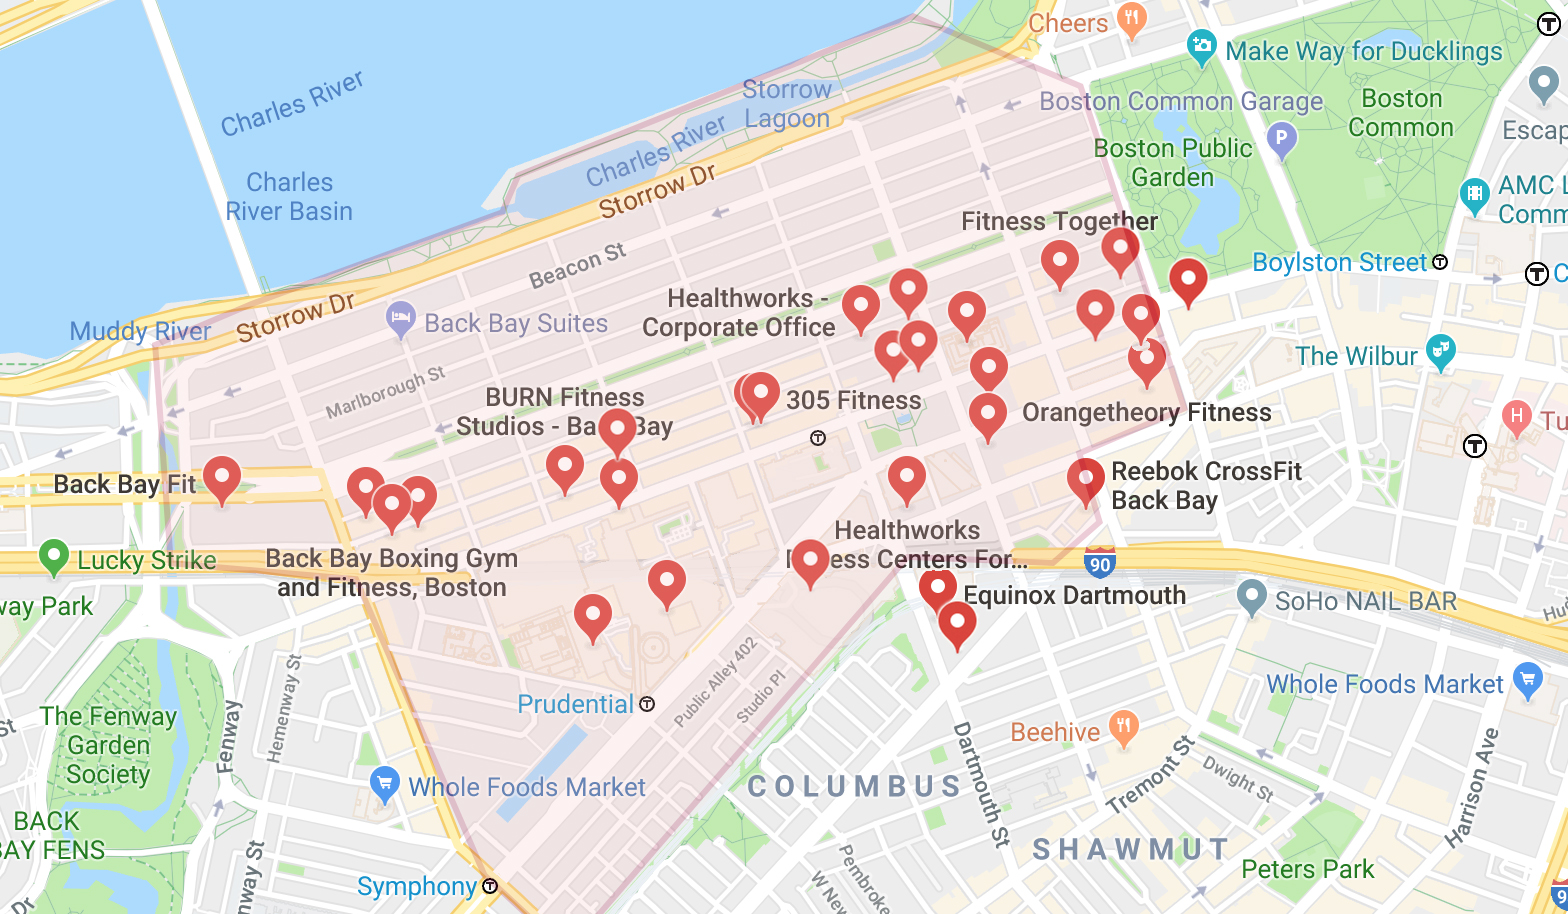 Cheers
Make Way for Ducklings
Charles River
Storrow
Lagoon
Boston Common Garage
Boston
Common
Escap
Charles River
Boston Public
Garden
Charles
River Basin
Storrow Dr
AMC L
Comm
Fitness Together
Beacon St
Boylston Street
C
Healthworks -
Corporate Office
Storrow Dr
Muddy River
Back Bay Suites
The Wilbur
Marlborough St
BURN Fitness
Studios - Ba Bay
305 Fitness
Orangetheory Fitness
Tu
Back Bay Fit
Reebok CrossFit
Back Bay
Healthworks
ess Centers For...
Lucky Strike
Back Bay Boxing Gym
and Fitness, Boston
90
Equinox Dartmouth
SoHo NAIL BAR
way Park
Hu
Public Alley 402
Studio Pl
Whole Foods Market
Prudential
Hemenway St
Fenway
St
The Fenway
Garden
Society
Beehive
Dartmouth St
Tremont St
Dwight St
Harrison Ave
Whole Foods Market
COLUMBUS
BACK
BAY FENS
SHAWMUT
Peters Park
Pembroke
W New
Symphony
nway St
Dr
9